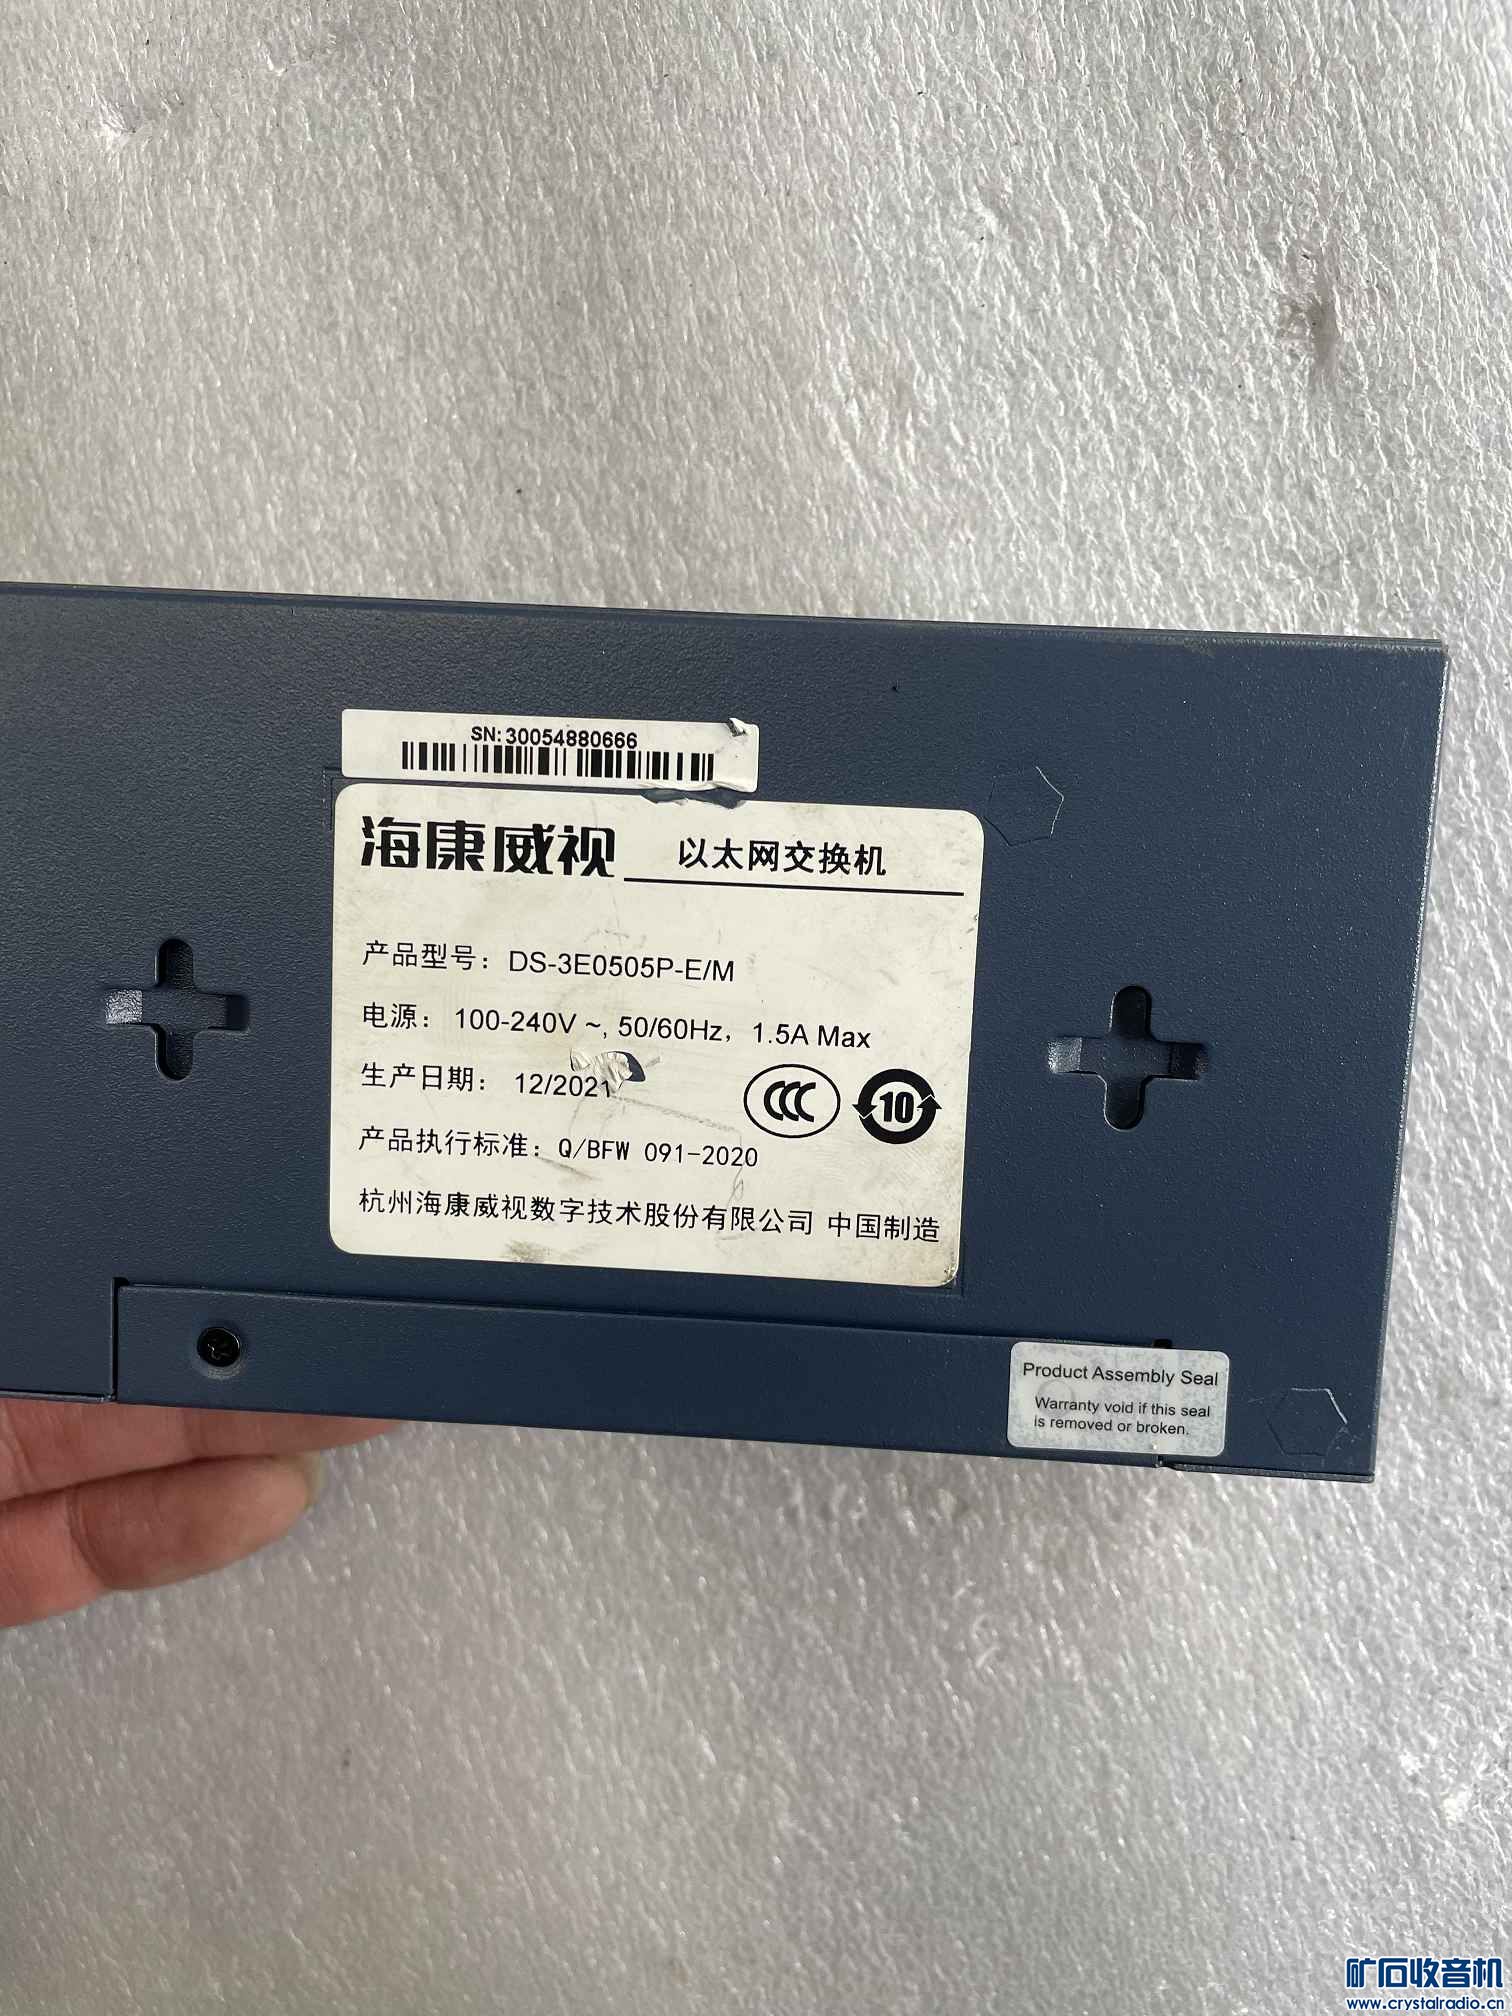 SN:30054880666
海康威视 以太网交换机
产品型号：DS-3E0505P-E/M
电源：100-240V ~, 50/60Hz，1.5A Max
生产日期：12/2021
CCC 10
产品执行标准：Q/BFW 091-2020
杭州海康威视数字技术股份有限公司 中国制造
Product Assembly Seal
Warranty void if this seal
is removed or broken.
矿石收音机
www.crystalradio.cn